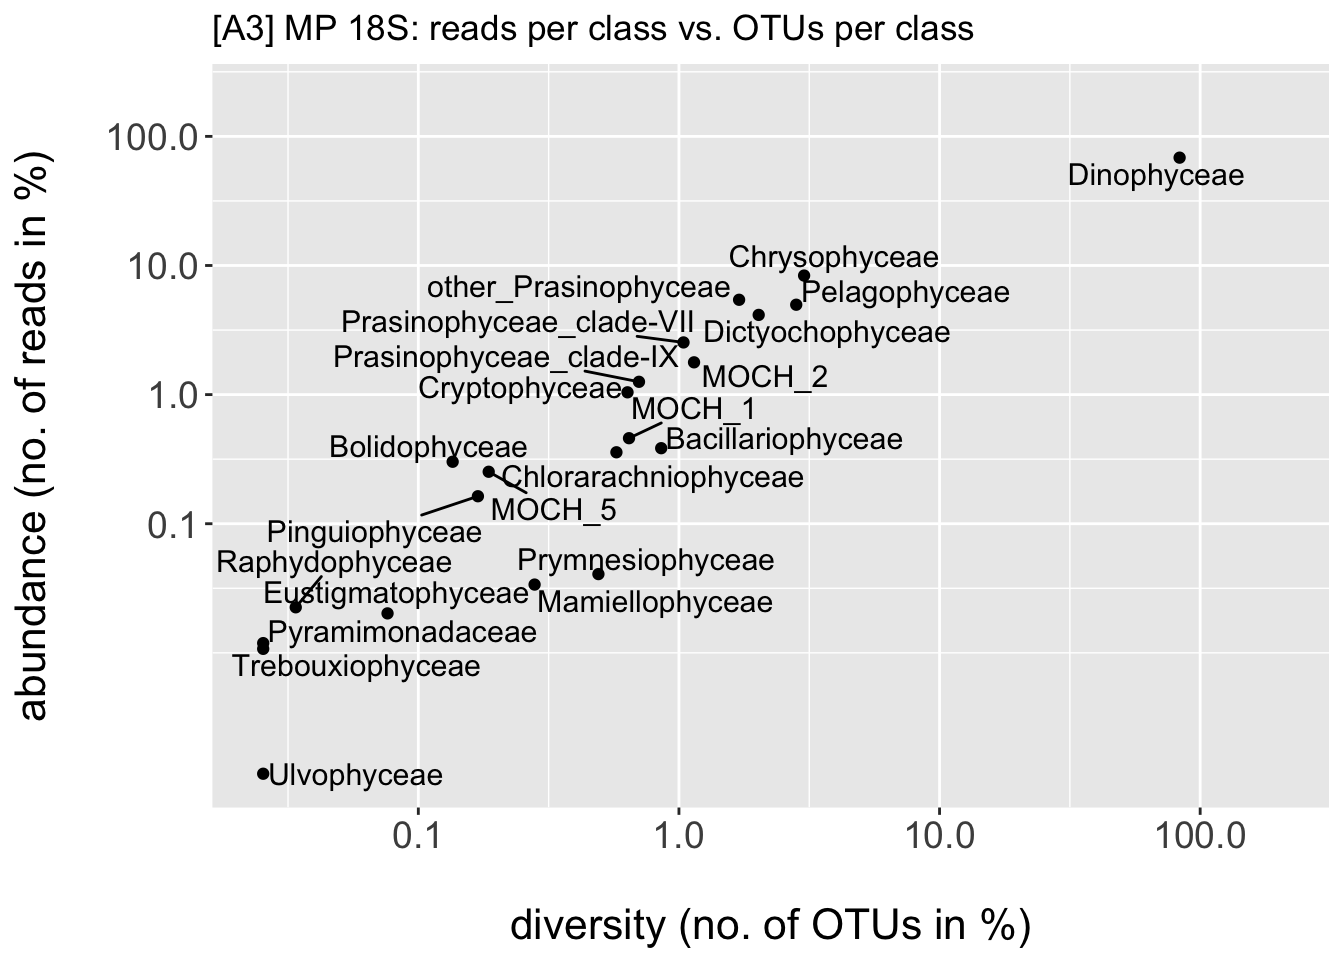 [A3] MP 18S: reads per class vs. OTUs per class
abundance (no. of reads in %)
100.0
10.0
1.0
0.1
Dinophyceae
Chrysophyceae
other_Prasinophyceae
Pelagophyceae
Prasinophyceae_clade-VII
Dictyochophyceae
Prasinophyceae_clade-IX
MOCH_2
Cryptophyceae
MOCH_1
Bacillariophyceae
Bolidophyceae
Chlorarachniophyceae
MOCH_5
Pinguiophyceae
Raphydophyceae
Prymnesiophyceae
Eustigmatophyceae
Mamiellophyceae
Pyramimonadaceae
Trebouxiophyceae
Ulvophyceae
0.1
1.0
10.0
100.0
diversity (no. of OTUs in %)